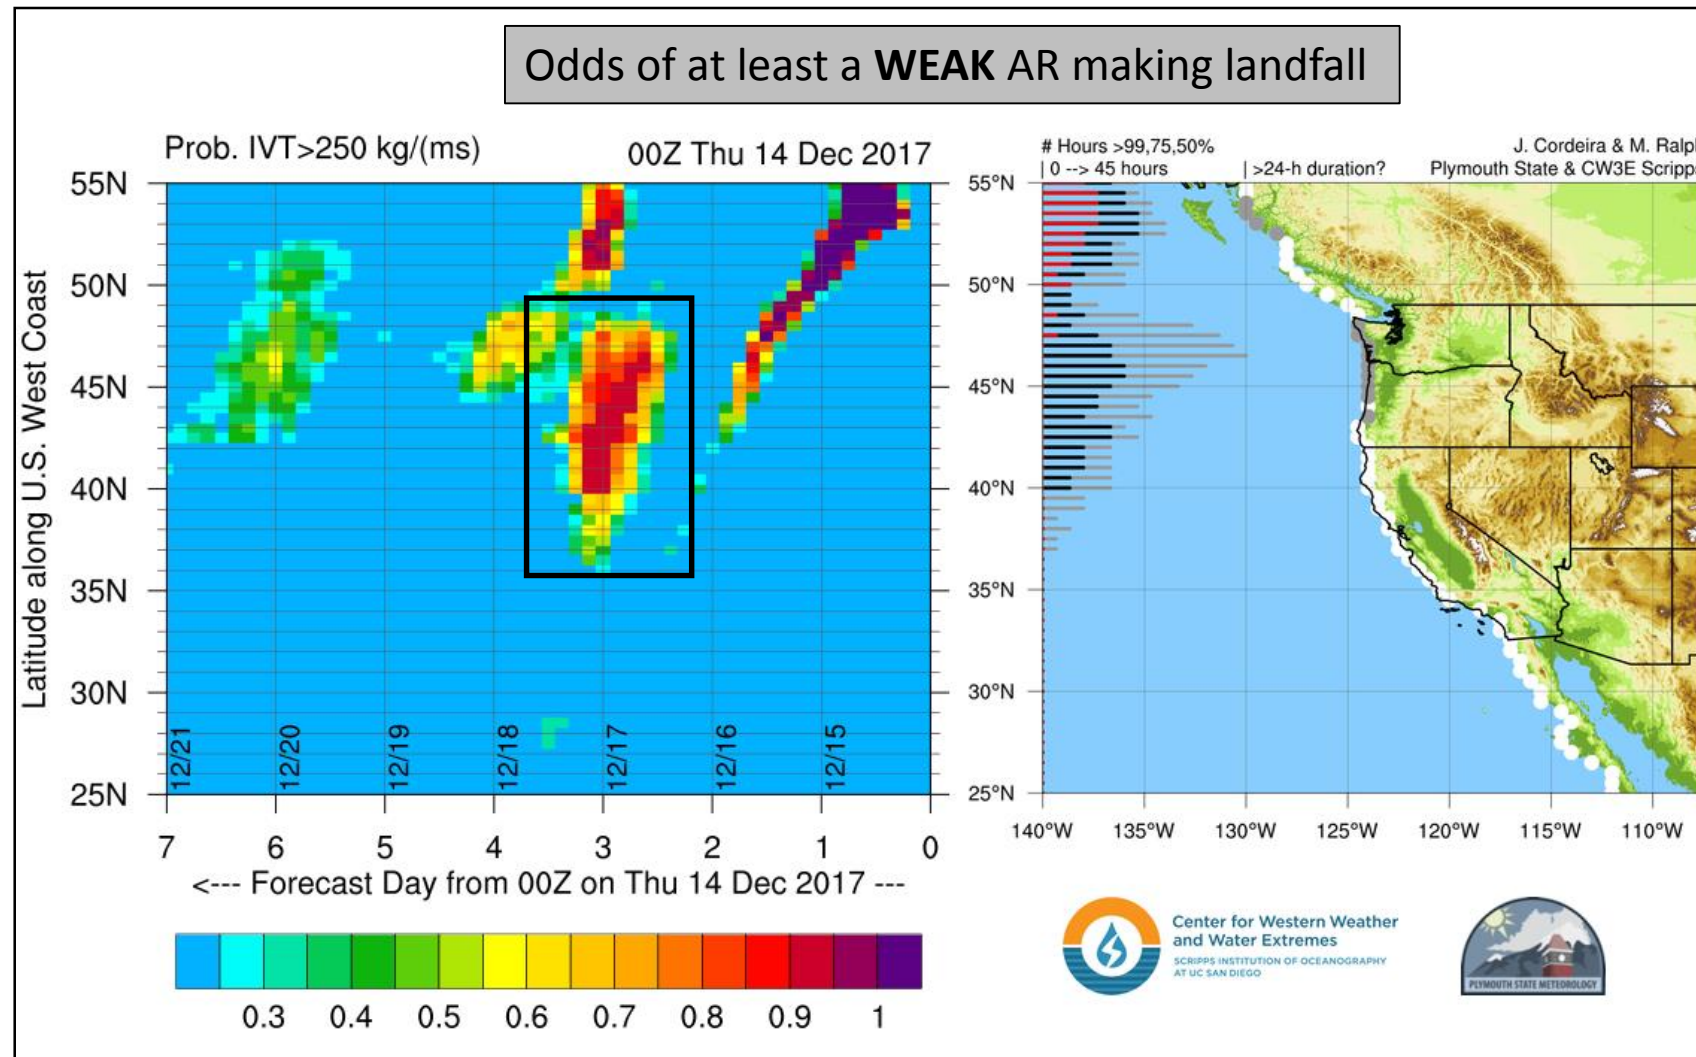 Odds of at least a WEAK AR making landfall
Prob. IVT>250 kg/(ms)
00Z Thu 14 Dec 2017
# Hours >99,75,50%
J. Cordeira & M. Ralph
| 0 --> 45 hours
|>24-h duration?
Plymouth State & CW3E Scripps
Latitude along U.S. West Coast
55N
50N
45N
40N
35N
30N
25N
12/21
12/20
12/19
12/18
12/17
12/16
12/15
7 6 5 4 3 2 1 0
<--- Forecast Day from 00Z on Thu 14 Dec 2017 ---
0.3 0.4 0.5 0.6 0.7 0.8 0.9 1
55°N
50°N
45°N
40°N
35°N
30°N
25°N
140°W 135°W 130°W 125°W 120°W 115°W 110°W
Center for Western Weather
and Water Extremes
SCRIPPS INSTITUTION OF OCEANOGRAPHY
AT UC SAN DIEGO
PLYMOUTH STATE METEOROLOGY